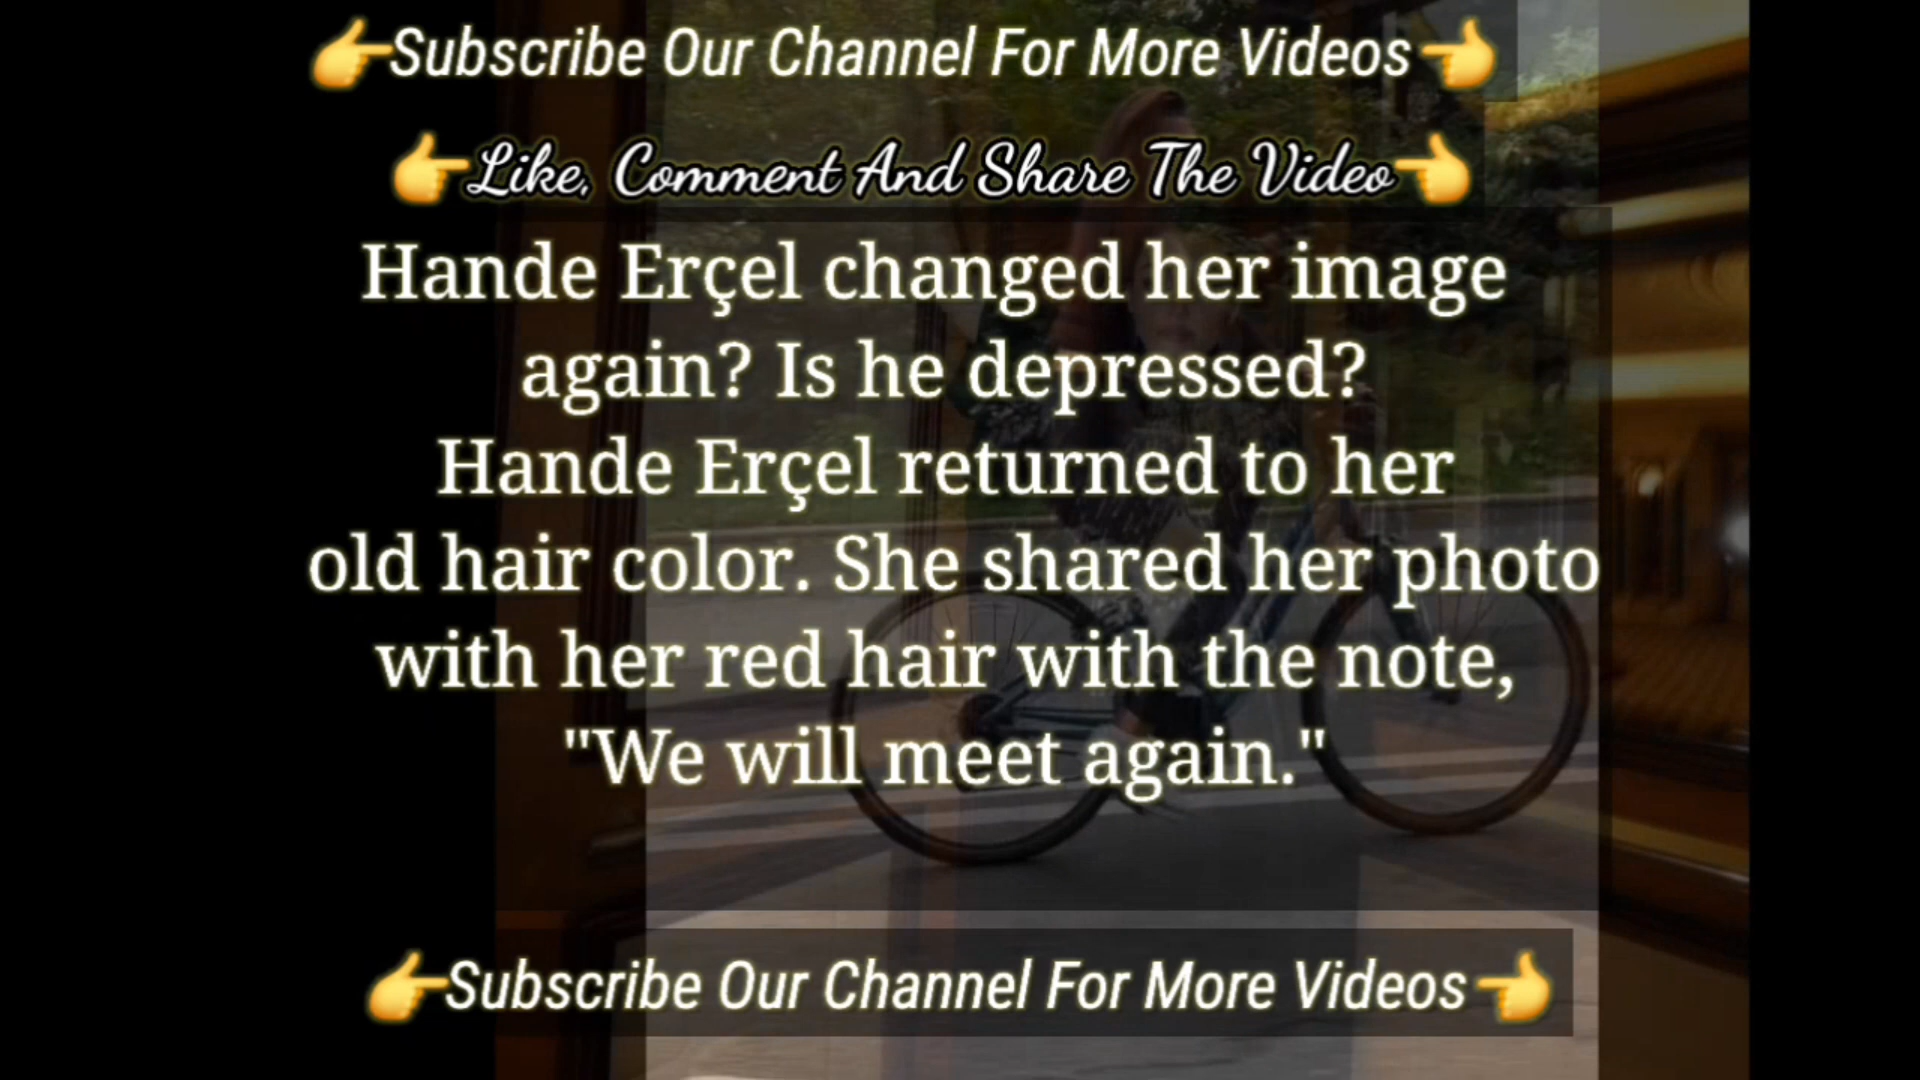 👉Subscribe Our Channel For More Videos👈
👉Like, Comment And Share The Video👈
Hande Erçel changed her image
again? Is he depressed?
Hande Erçel returned to her
old hair color. She shared her photo
with her red hair with the note,
"We will meet again."
👉Subscribe Our Channel For More Videos👈